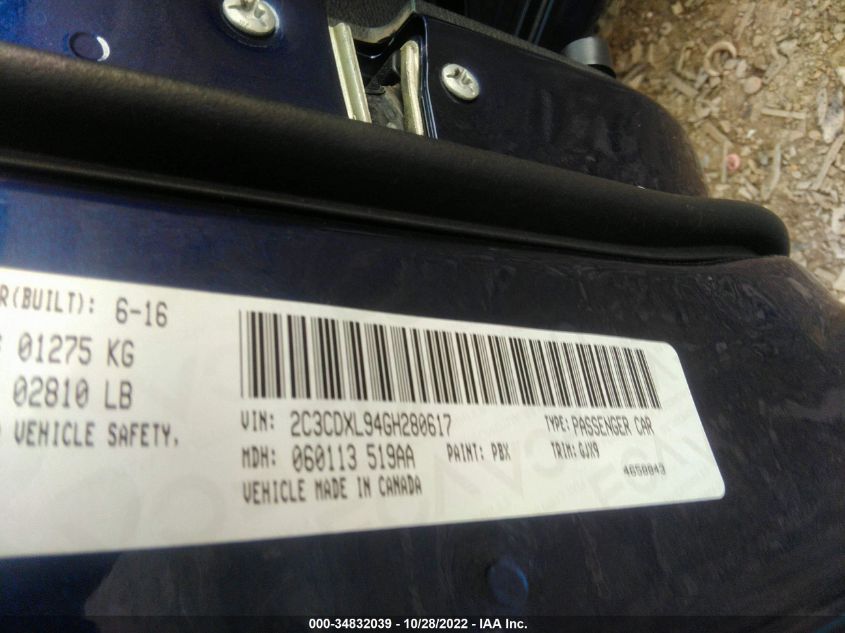 R(BUILT): 6-16
01275 KG
02810 LB
VEHICLE SAFETY.
VIN: 2C3CDXL94GH280617
TYPE: PASSENGER CAR
MDH: 060113 519AA
PAINT: PBX
TRIM: GJX9
VEHICLE MADE IN CANADA
4658843
000-34832039 - 10/28/2022 - IAA Inc.